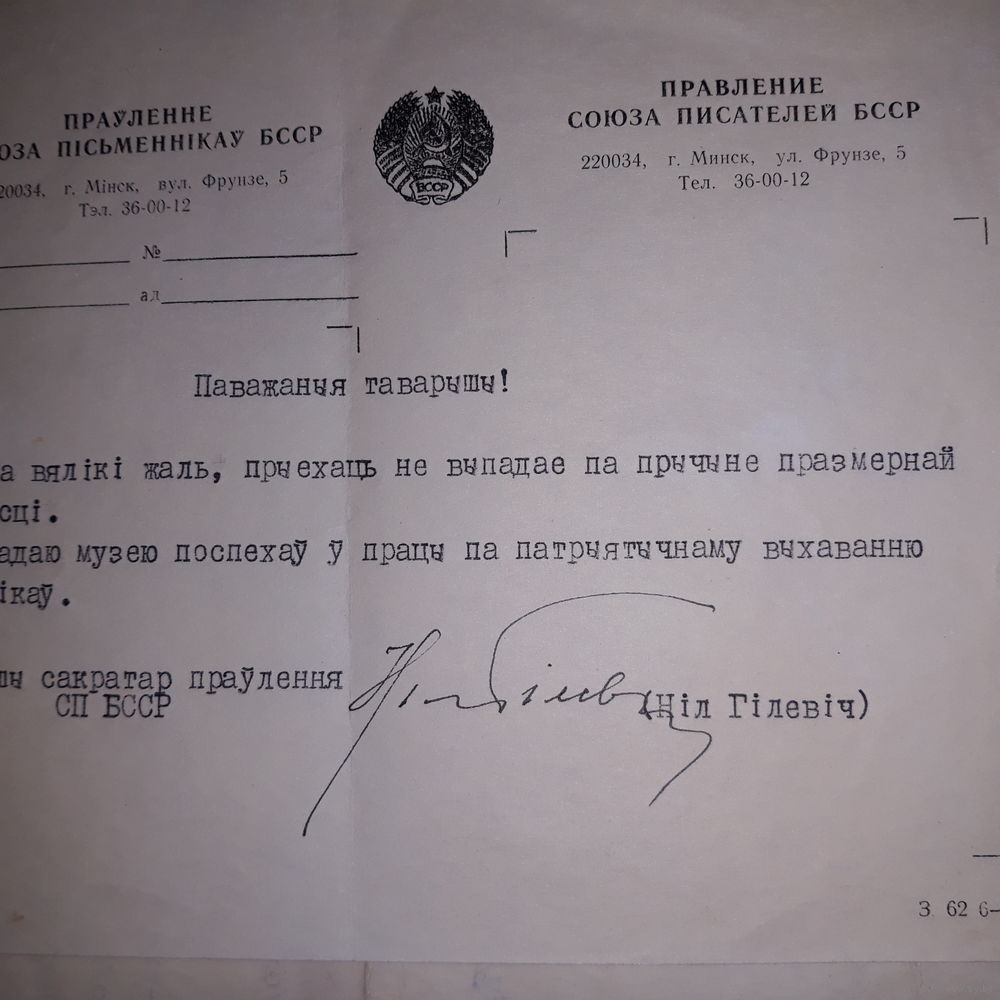 ПРАЎЛЕННЕ
ОЗА ПІСЬМЕННІКАЎ БССР
20034, г. Мінск, вул. Фрунзе, 5
Тэл. 36-00-12
№
ад
БССР
ПРАВЛЕНИЕ
СОЮЗА ПИСАТЕЛЕЙ БССР
220034, г. Минск, ул. Фрунзе, 5
Тел. 36-00-12
Паважаныя таварышы!
а вялікі жаль, прыехаць не выпадае па прычыне празмернай
сці.
адаю музею поспехаў ў працы па патрыятычнаму выхаванню
ікаў.
шы сакратар праўлення
СП БССР
(Ніл Гілевіч)
З. 62 6—